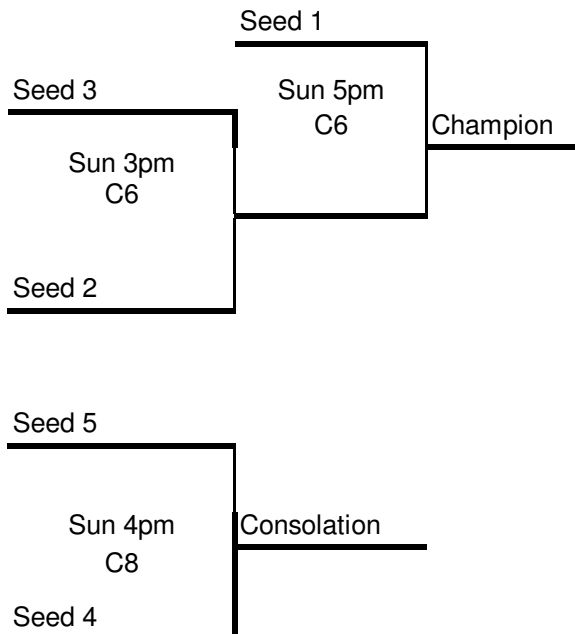 Seed 1
Seed 3
Sun 5pm
C6
Champion
Sun 3pm
C6
Seed 2
Seed 5
Sun 4pm
C8
Consolation
Seed 4